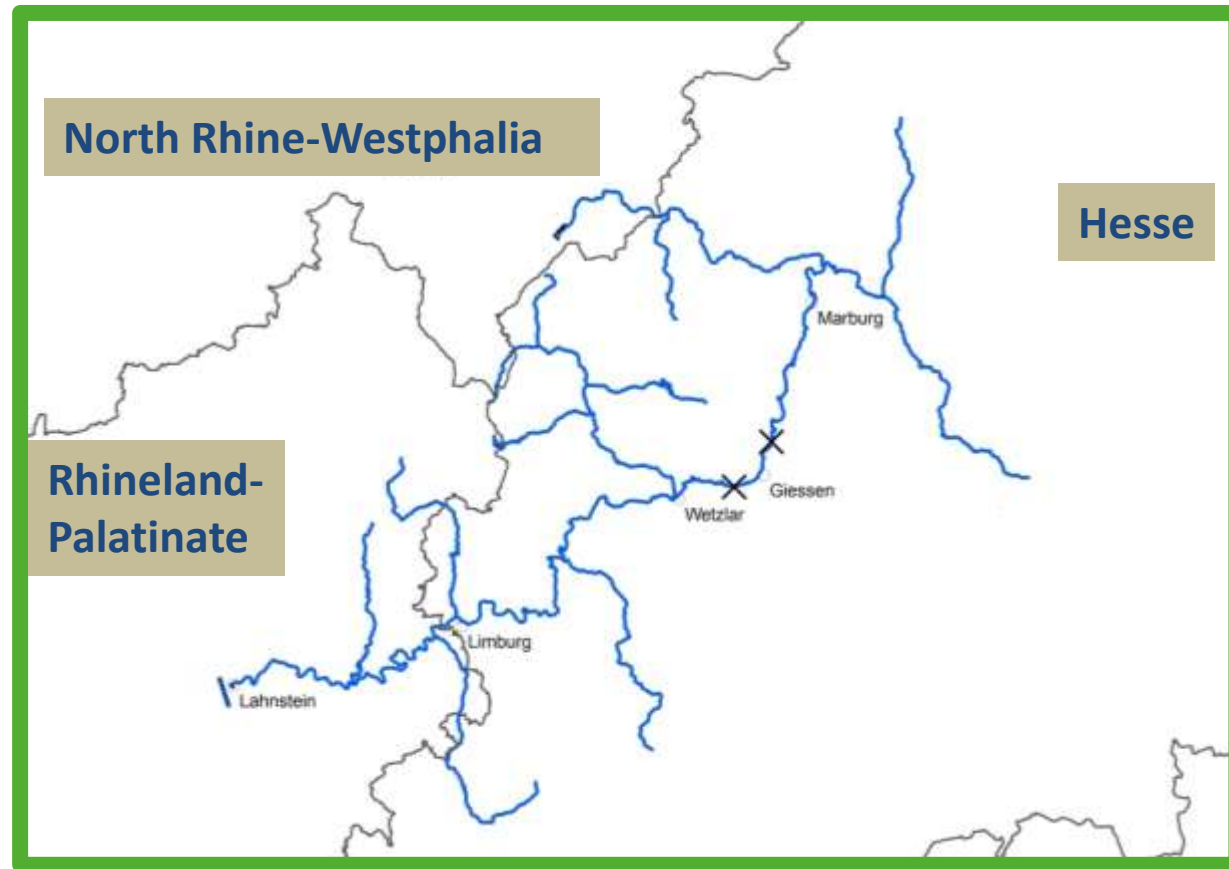 North Rhine-Westphalia
Hesse
Marburg
Rhineland-
Palatinate
Giessen
Wetzlar
Limburg
Lahnstein